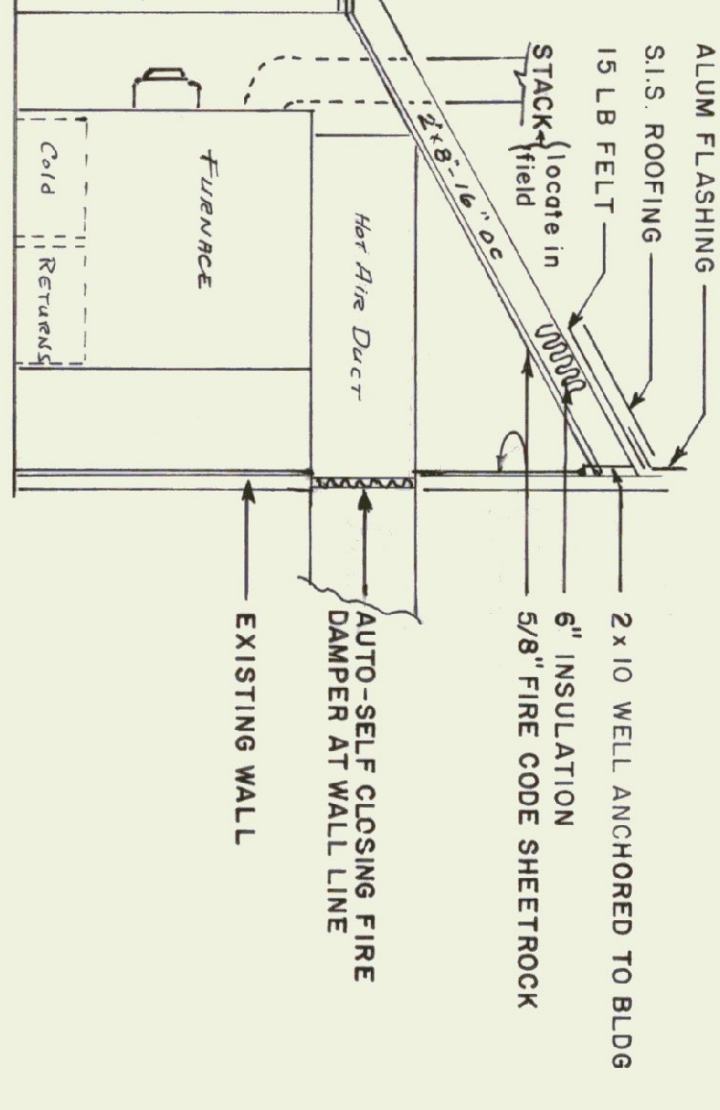 ALUM FLASHING
S.I.S. ROOFING
15 LB FELT
STACK {locate in
field
2x8"-16" OC
2x10 WELL ANCHORED TO BLDG
6" INSULATION
5/8" FIRE CODE SHEETROCK
Hot Air Duct
AUTO-SELF CLOSING FIRE
DAMPER AT WALL LINE
FURNACE
EXISTING WALL
Cold RETURNS